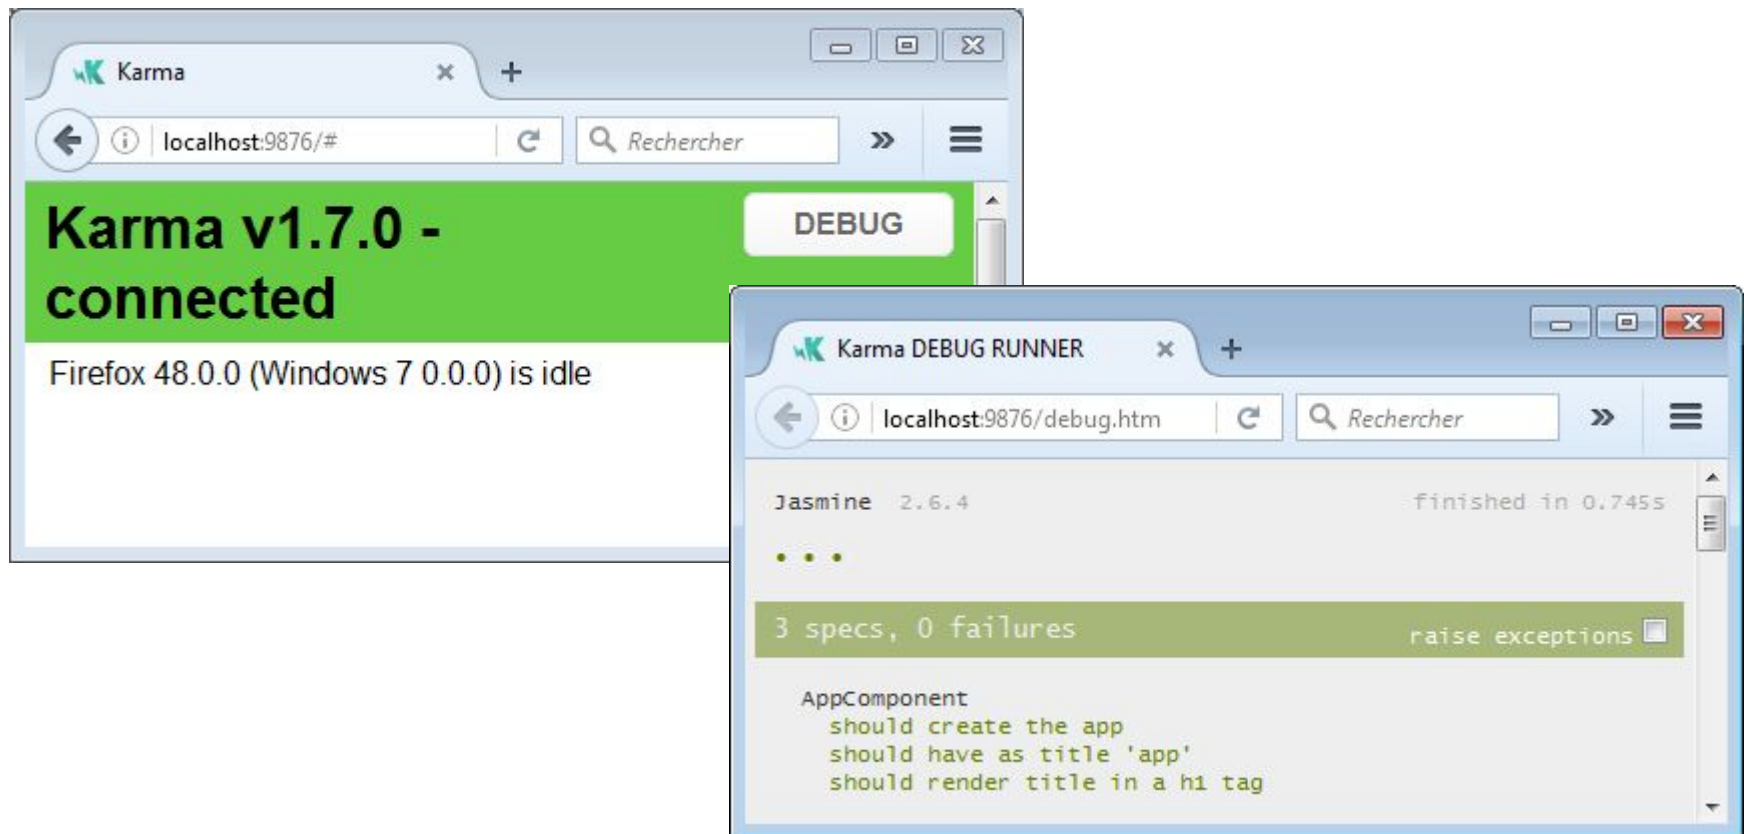 Karma
localhost:9876/#
Rechercher
Karma v1.7.0 -
connected
DEBUG
Firefox 48.0.0 (Windows 7 0.0.0) is idle
Karma DEBUG RUNNER
localhost:9876/debug.htm
Rechercher
Jasmine 2.6.4 finished in 0.745s
• • •
3 specs, 0 failures raise exceptions
AppComponent
should create the app
should have as title 'app'
should render title in a h1 tag